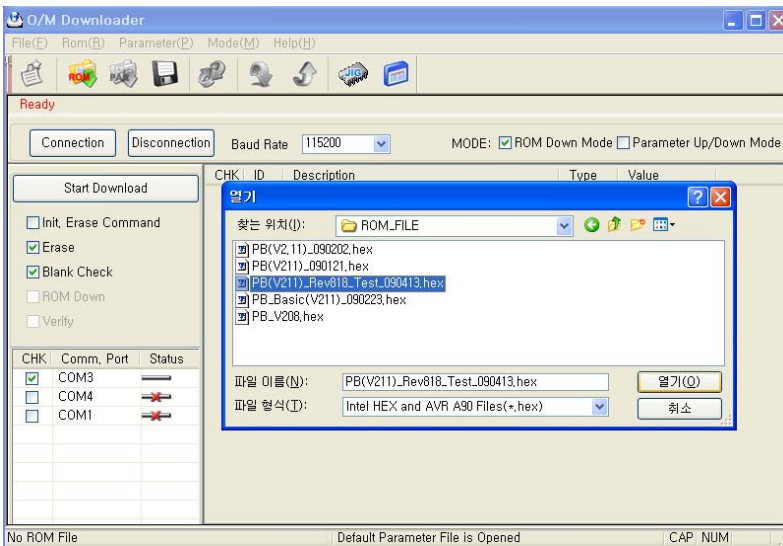 O/M Downloader
File(F) Rom(R) Parameter(P) Mode(M) Help(H)
ROM PAR JIG
Ready
Connection Disconnection Baud Rate 115200 MODE: ROM Down Mode Parameter Up/Down Mode
CHK ID Description Type Value
Start Download
Init, Erase Command
Erase
Blank Check
ROM Down
Verify
CHK Comm, Port Status
COM3
COM4
COM1
열기
찾는 위치(I): ROM_FILE
PB(V2,11)_090202,hex
PB(V211)_090121,hex
PB(V211)_Rev818_Test_090413,hex
PB_Basic(V211)_090223,hex
PB_V208,hex
파일 이름(N): PB(V211)_Rev818_Test_090413,hex 열기(O)
파일 형식(T): Intel HEX and AVR A90 Files(*,hex) 취소
No ROM File Default Parameter File is Opened CAP NUM